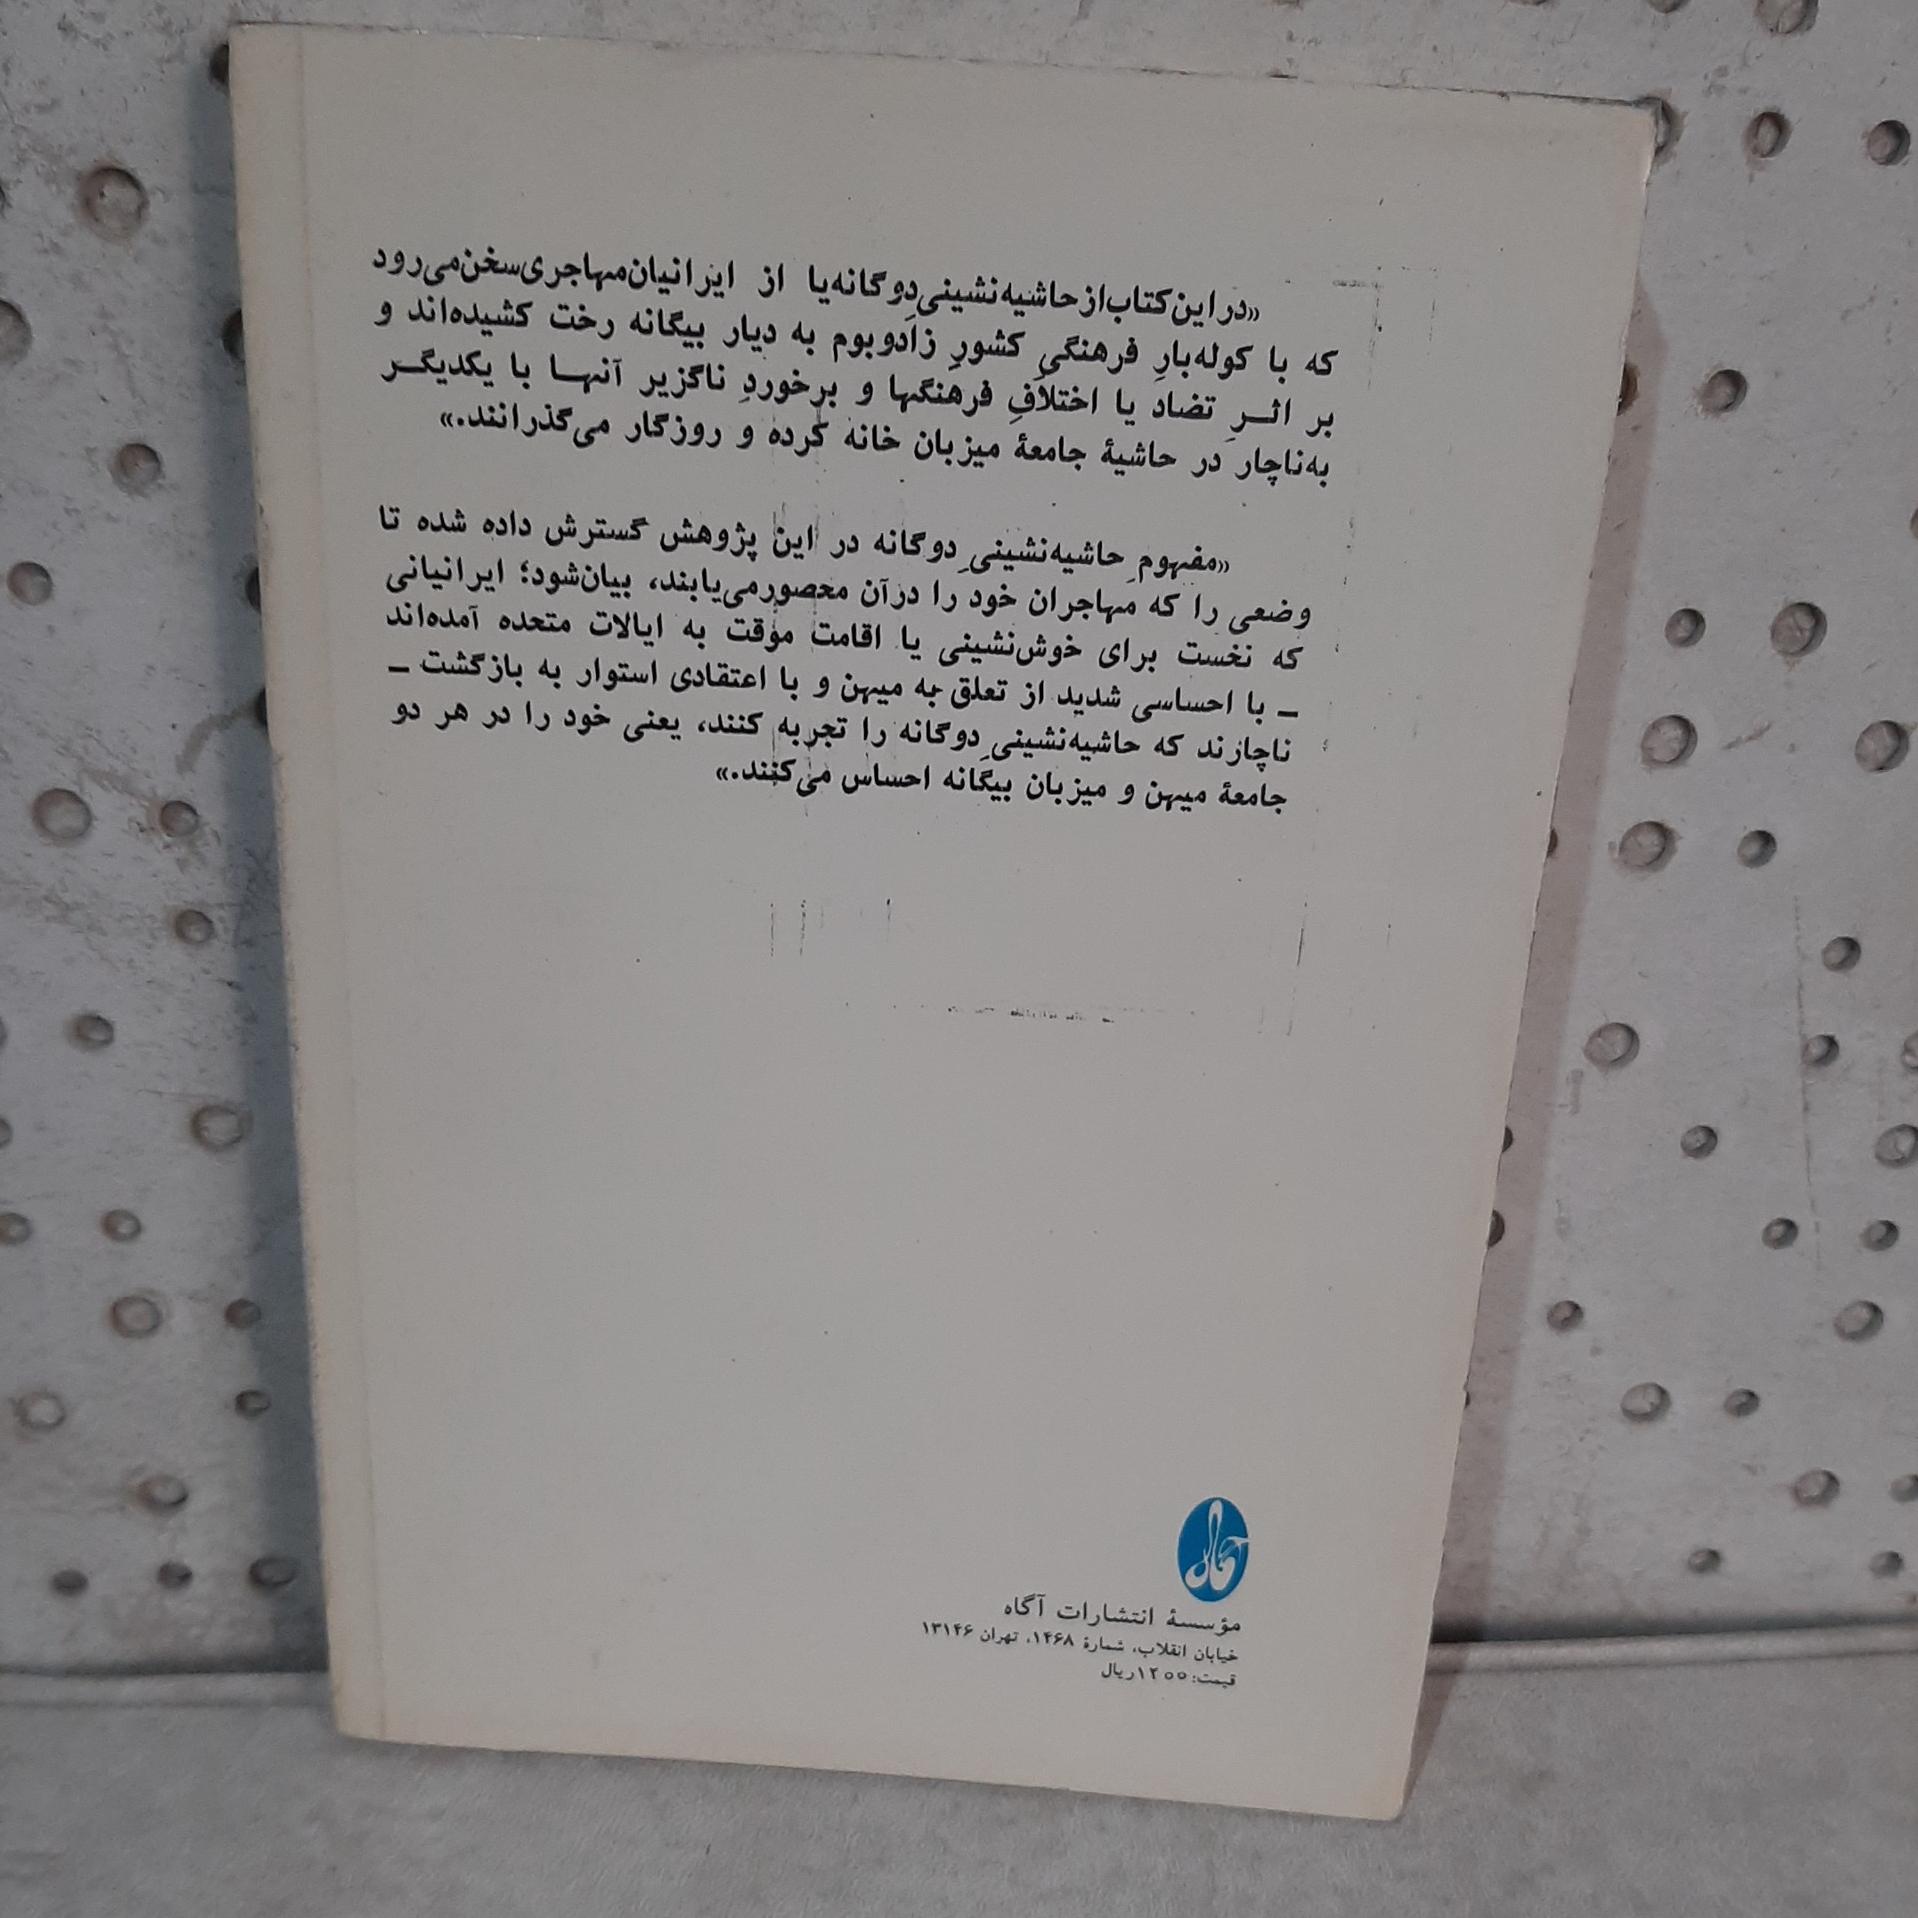 «در این کتاب از حاشیه‌نشینیِ دوگانه یا از ایرانیان مهاجری سخن می‌رود
که با کوله‌بارِ فرهنگیِ کشورِ زادوبوم به دیار بیگانه رخت کشیده‌اند و
بر اثرِ تضاد یا اختلافِ فرهنگها و برخوردِ ناگزیر آنها با یکدیگر
به‌ناچار در حاشیهٔ جامعهٔ میزبان خانه کرده و روزگار می‌گذرانند.»
«مفهومِ حاشیه‌نشینیِ دوگانه در این پژوهش گسترش داده شده تا
وضعی را که مهاجران خود را در آن محصور می‌یابند، بیان شود؛ ایرانیانی
که نخست برای خوش‌نشینی یا اقامت موقت به ایالات متحده آمده‌اند
ـ با احساسی شدید از تعلق به میهن و با اعتقادی استوار به بازگشت ـ
ناچارند که حاشیه‌نشینیِ دوگانه را تجربه کنند، یعنی خود را در هر دو
جامعهٔ میهن و میزبان بیگانه احساس می‌کنند.»
آگاه
مؤسسهٔ انتشارات آگاه
خیابان انقلاب، شمارهٔ ۱۴۶۸، تهران ۱۳۱۴۶
قیمت: ۱۲۰۰ ریال